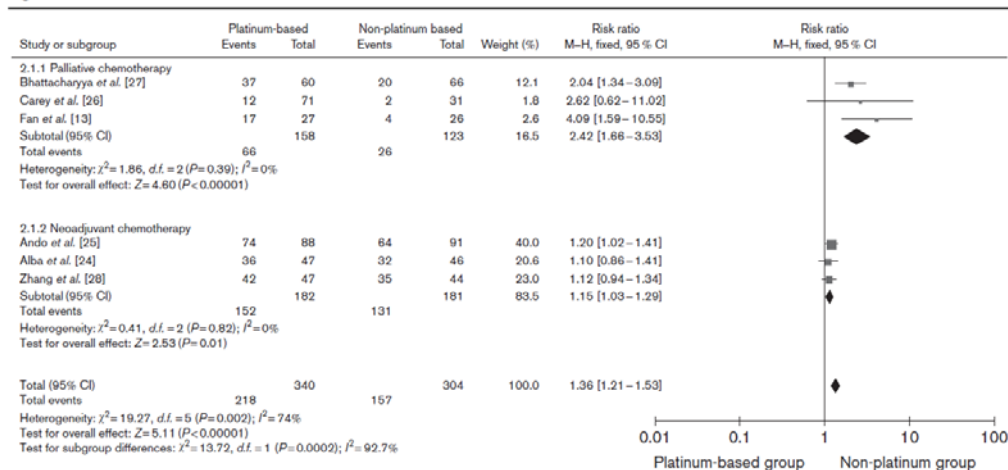 Platinum-based Non-platinum based Risk ratio Risk ratio
Study or subgroup Events Total Events Total Weight (%) M–H, fixed, 95 % CI M–H, fixed, 95 % CI
2.1.1 Palliative chemotherapy
Bhattacharyya et al. [27] 37 60 20 66 12.1 2.04 [1.34–3.09]
Carey et al. [26] 12 71 2 31 1.8 2.62 [0.62–11.02]
Fan et al. [13] 17 27 4 26 2.6 4.09 [1.59–10.55]
Subtotal (95% CI) 158 123 16.5 2.42 [1.66–3.53]
Total events 66 26
Heterogeneity: χ²=1.86, d.f.=2 (P=0.39); I²=0%
Test for overall effect: Z=4.60 (P<0.00001)
2.1.2 Neoadjuvant chemotherapy
Ando et al. [25] 74 88 64 91 40.0 1.20 [1.02–1.41]
Alba et al. [24] 36 47 32 46 20.6 1.10 [0.86–1.41]
Zhang et al. [28] 42 47 35 44 23.0 1.12 [0.94–1.34]
Subtotal (95% CI) 182 181 83.5 1.15 [1.03–1.29]
Total events 152 131
Heterogeneity: χ²=0.41, d.f.=2 (P=0.82); I²=0%
Test for overall effect: Z=2.53 (P=0.01)
Total (95% CI) 340 304 100.0 1.36 [1.21–1.53]
Total events 218 157
Heterogeneity: χ²=19.27, d.f.=5 (P=0.002); I²=74%
Test for overall effect: Z=5.11 (P<0.00001)
Test for subgroup differences: χ²=13.72, d.f.=1 (P=0.0002); I²=92.7%
0.01 0.1 1 10 100
Platinum-based group Non-platinum group